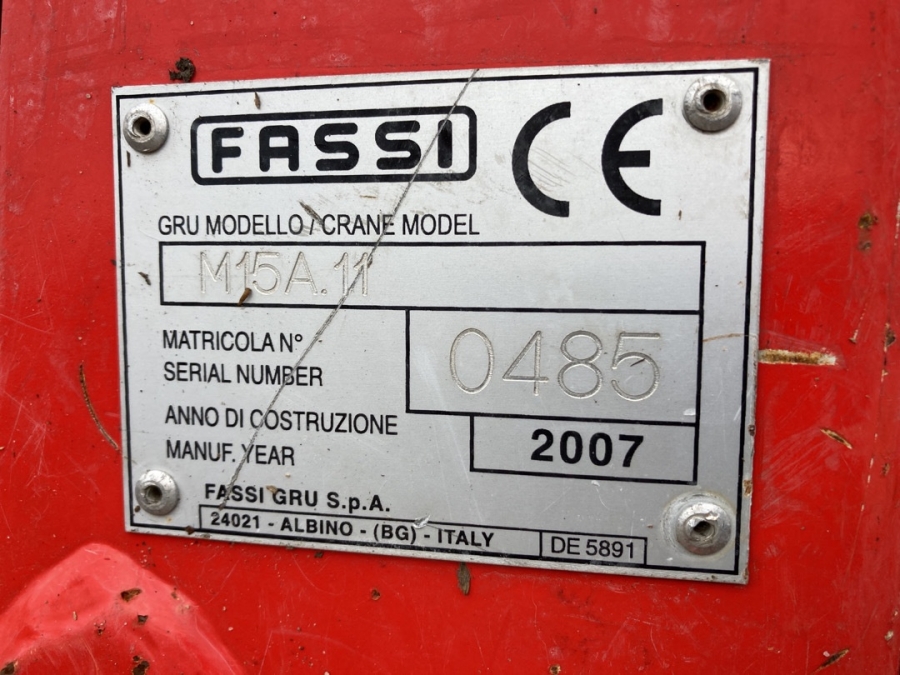 FASSI CE
GRU MODELLO / CRANE MODEL
M15A.11
MATRICOLA N°
SERIAL NUMBER
0485
ANNO DI COSTRUZIONE
MANUF. YEAR
2007
FASSI GRU S.p.A.
24021 - ALBINO - (BG) - ITALY
DE 5891